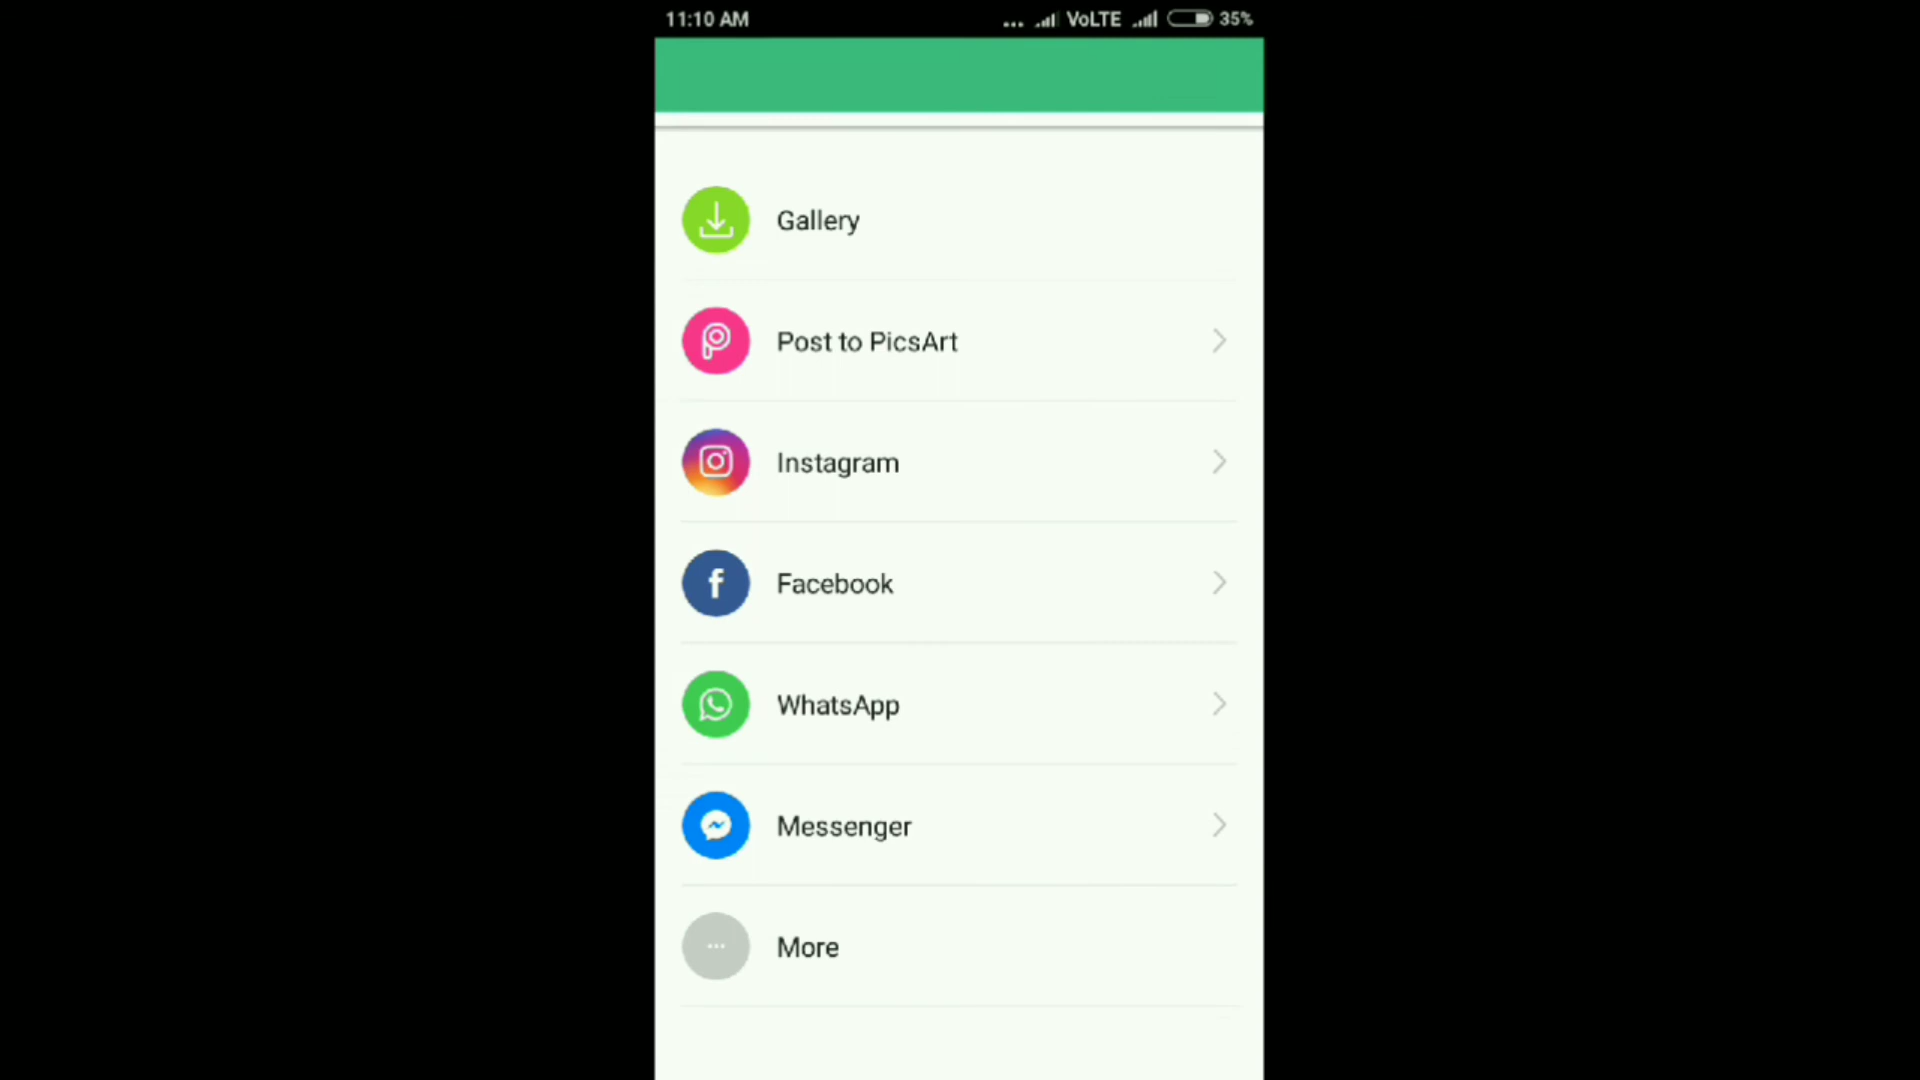 11:10 AM ... VoLTE 35%
Gallery
Post to PicsArt
Instagram
Facebook
WhatsApp
Messenger
More